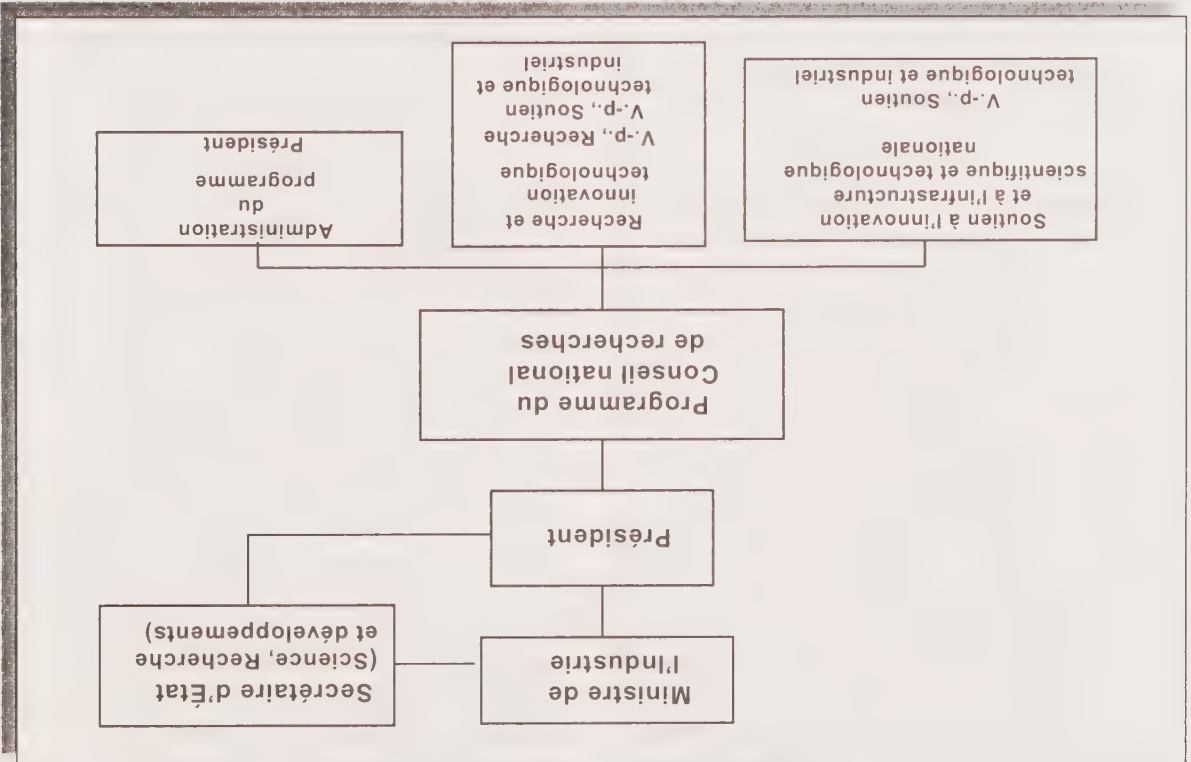 Ministre de
l'Industrie
Secrétaire d'État
(Science, Recherche
et développements)
Président
Programme du
Conseil national
de recherches
Soutien à l'innovation
et à l'infrastructure
scientifique et technologique
nationale
V.-p., Soutien
technologique et industriel
Recherche et
innovation
technologique
V.-p., Recherche
V.-p., Soutien
technologique et
industriel
Administration
du
programme
Président